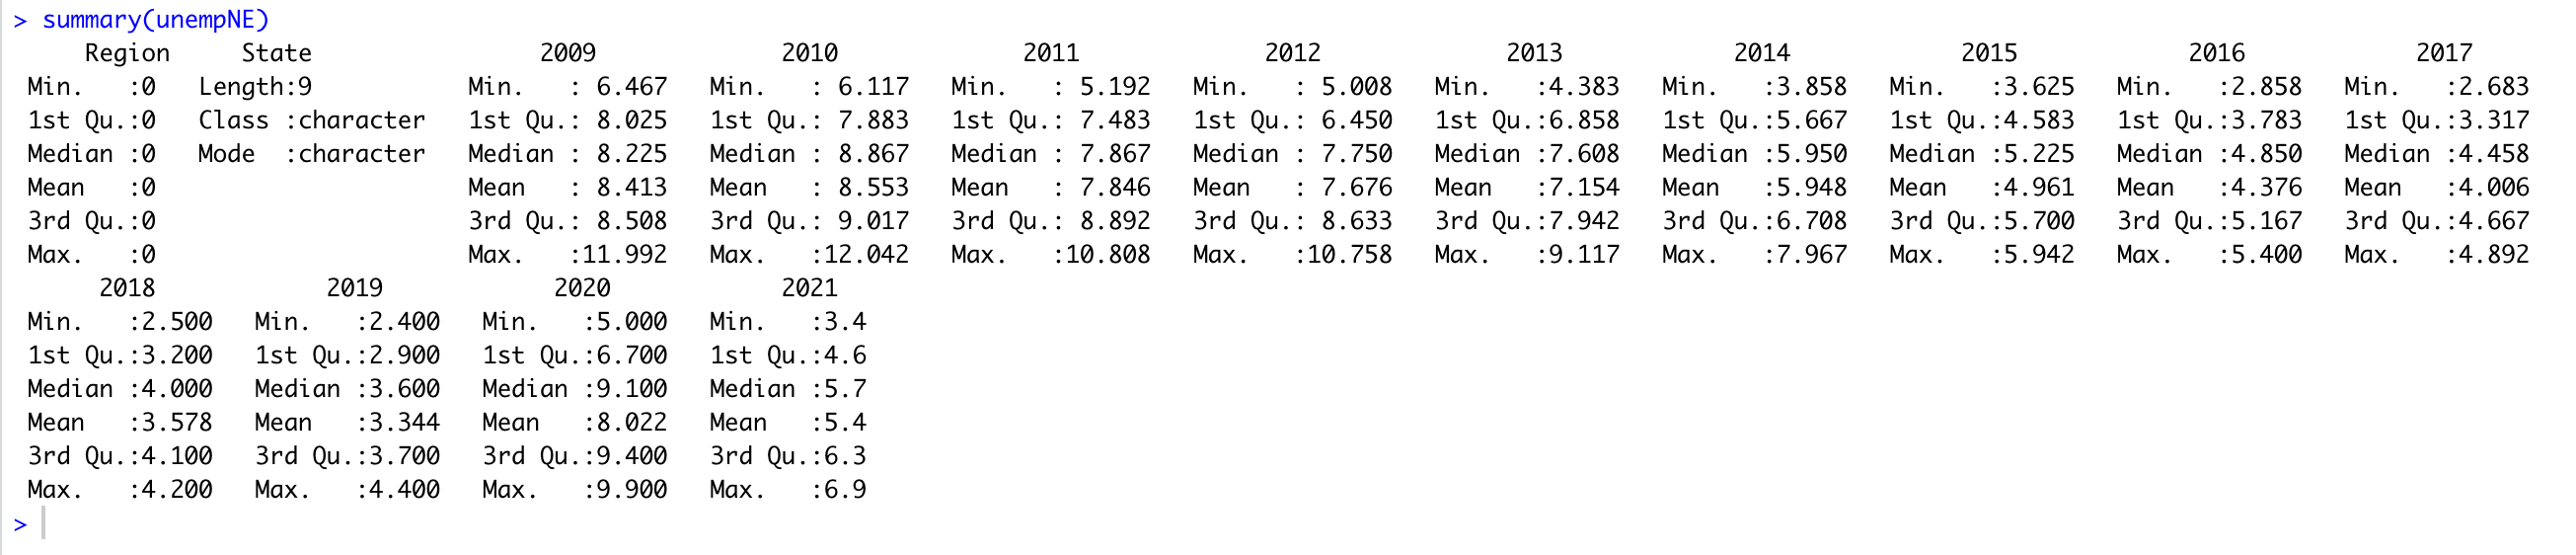 > summary(unempNE)
    Region     State                2009             2010             2011             2012            2013            2014            2015            2016            2017
 Min.   :0   Length:9           Min.   : 6.467   Min.   : 6.117   Min.   : 5.192   Min.   : 5.008   Min.   :4.383   Min.   :3.858   Min.   :3.625   Min.   :2.858   Min.   :2.683
 1st Qu.:0   Class :character   1st Qu.: 8.025   1st Qu.: 7.883   1st Qu.: 7.483   1st Qu.: 6.450   1st Qu.:6.858   1st Qu.:5.667   1st Qu.:4.583   1st Qu.:3.783   1st Qu.:3.317
 Median :0   Mode  :character   Median : 8.225   Median : 8.867   Median : 7.867   Median : 7.750   Median :7.608   Median :5.950   Median :5.225   Median :4.850   Median :4.458
 Mean   :0                      Mean   : 8.413   Mean   : 8.553   Mean   : 7.846   Mean   : 7.676   Mean   :7.154   Mean   :5.948   Mean   :4.961   Mean   :4.376   Mean   :4.006
 3rd Qu.:0                      3rd Qu.: 8.508   3rd Qu.: 9.017   3rd Qu.: 8.892   3rd Qu.: 8.633   3rd Qu.:7.942   3rd Qu.:6.708   3rd Qu.:5.700   3rd Qu.:5.167   3rd Qu.:4.667
 Max.   :0                      Max.   :11.992   Max.   :12.042   Max.   :10.808   Max.   :10.758   Max.   :9.117   Max.   :7.967   Max.   :5.942   Max.   :5.400   Max.   :4.892
      2018            2019            2020            2021
 Min.   :2.500   Min.   :2.400   Min.   :5.000   Min.   :3.4
 1st Qu.:3.200   1st Qu.:2.900   1st Qu.:6.700   1st Qu.:4.6
 Median :4.000   Median :3.600   Median :9.100   Median :5.7
 Mean   :3.578   Mean   :3.344   Mean   :8.022   Mean   :5.4
 3rd Qu.:4.100   3rd Qu.:3.700   3rd Qu.:9.400   3rd Qu.:6.3
 Max.   :4.200   Max.   :4.400   Max.   :9.900   Max.   :6.9
>